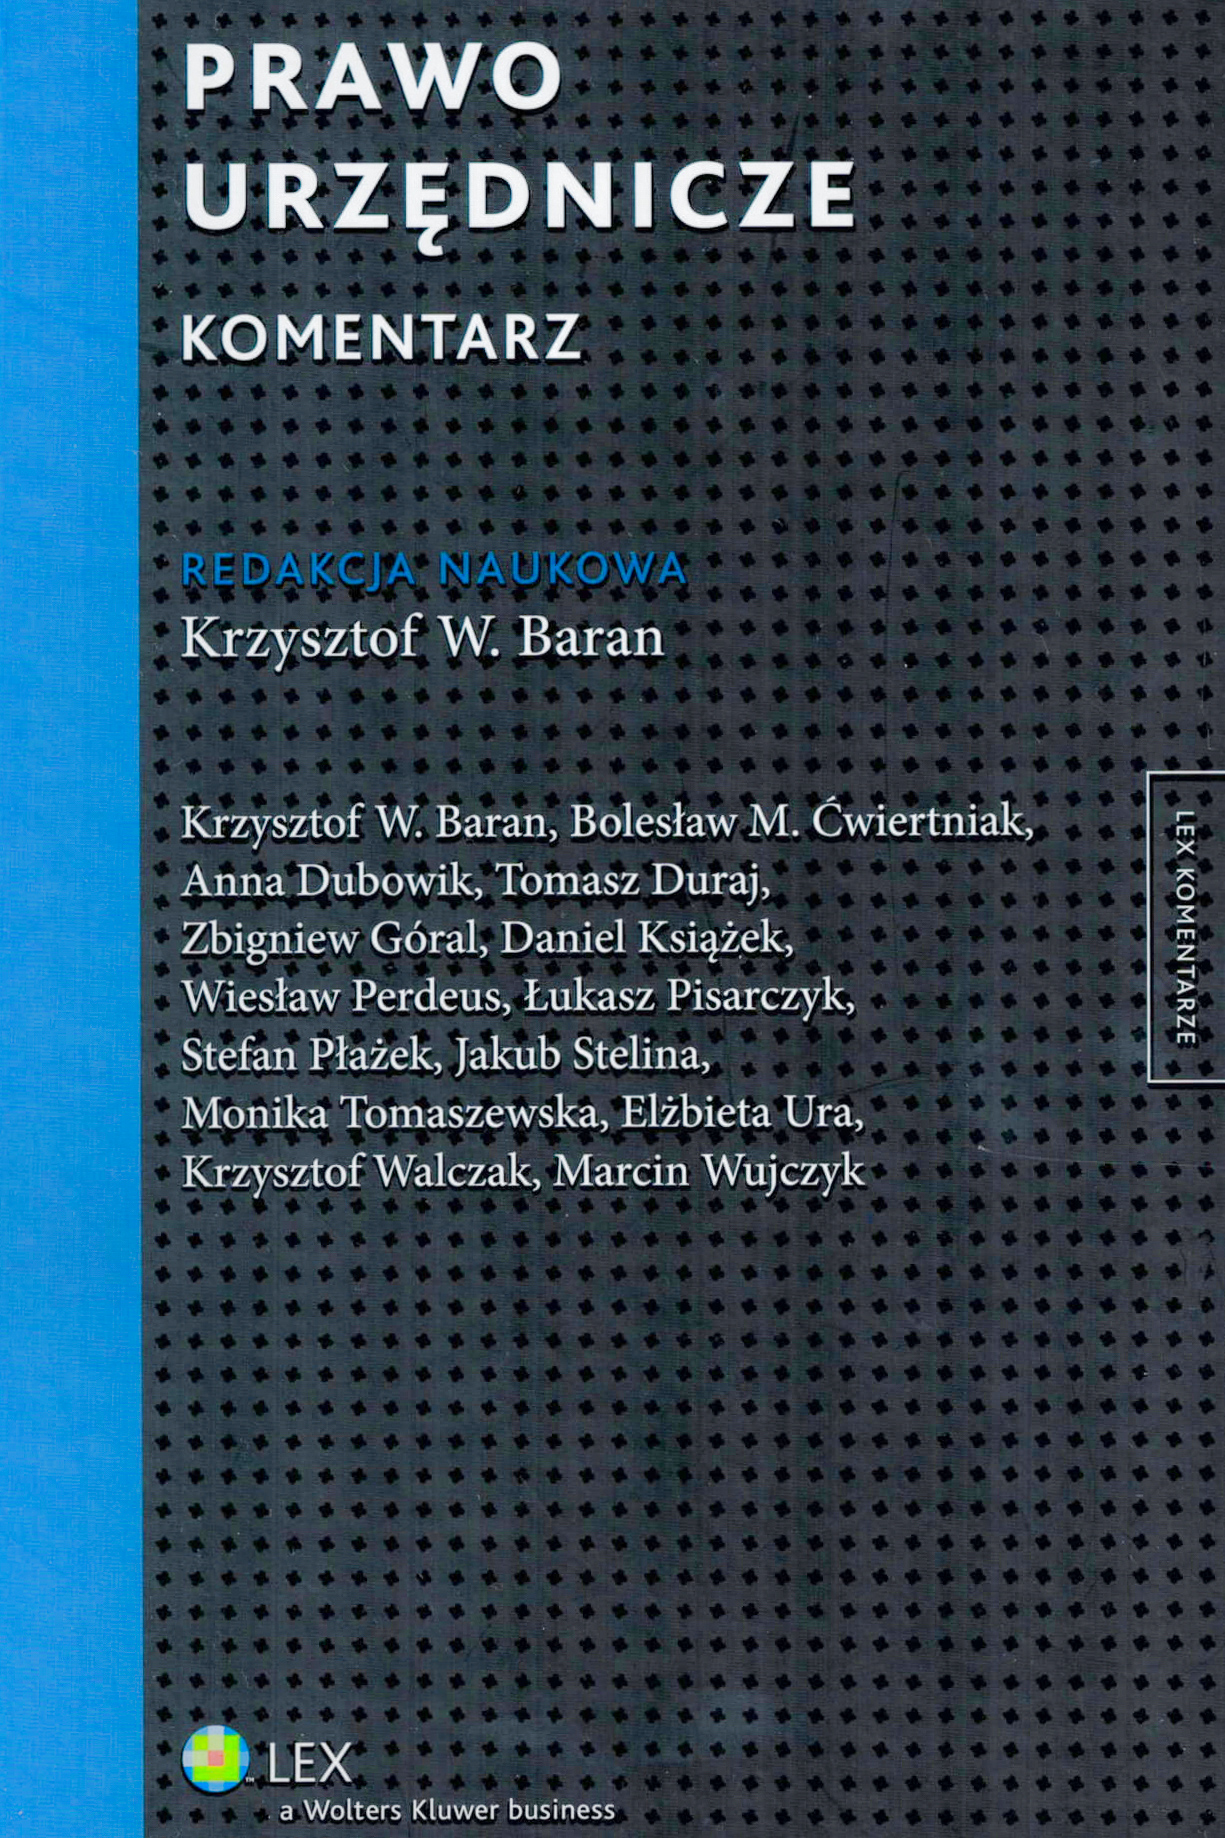 PRAWO
URZĘDNICZE
KOMENTARZ
REDAKCJA NAUKOWA
Krzysztof W. Baran
Krzysztof W. Baran, Bolesław M. Ćwiertniak,
Anna Dubowik, Tomasz Duraj,
Zbigniew Góral, Daniel Książek,
Wiesław Perdeus, Łukasz Pisarczyk,
Stefan Płażek, Jakub Stelina,
Monika Tomaszewska, Elżbieta Ura,
Krzysztof Walczak, Marcin Wujczyk
LEX KOMENTARZE
™ LEX
a Wolters Kluwer business